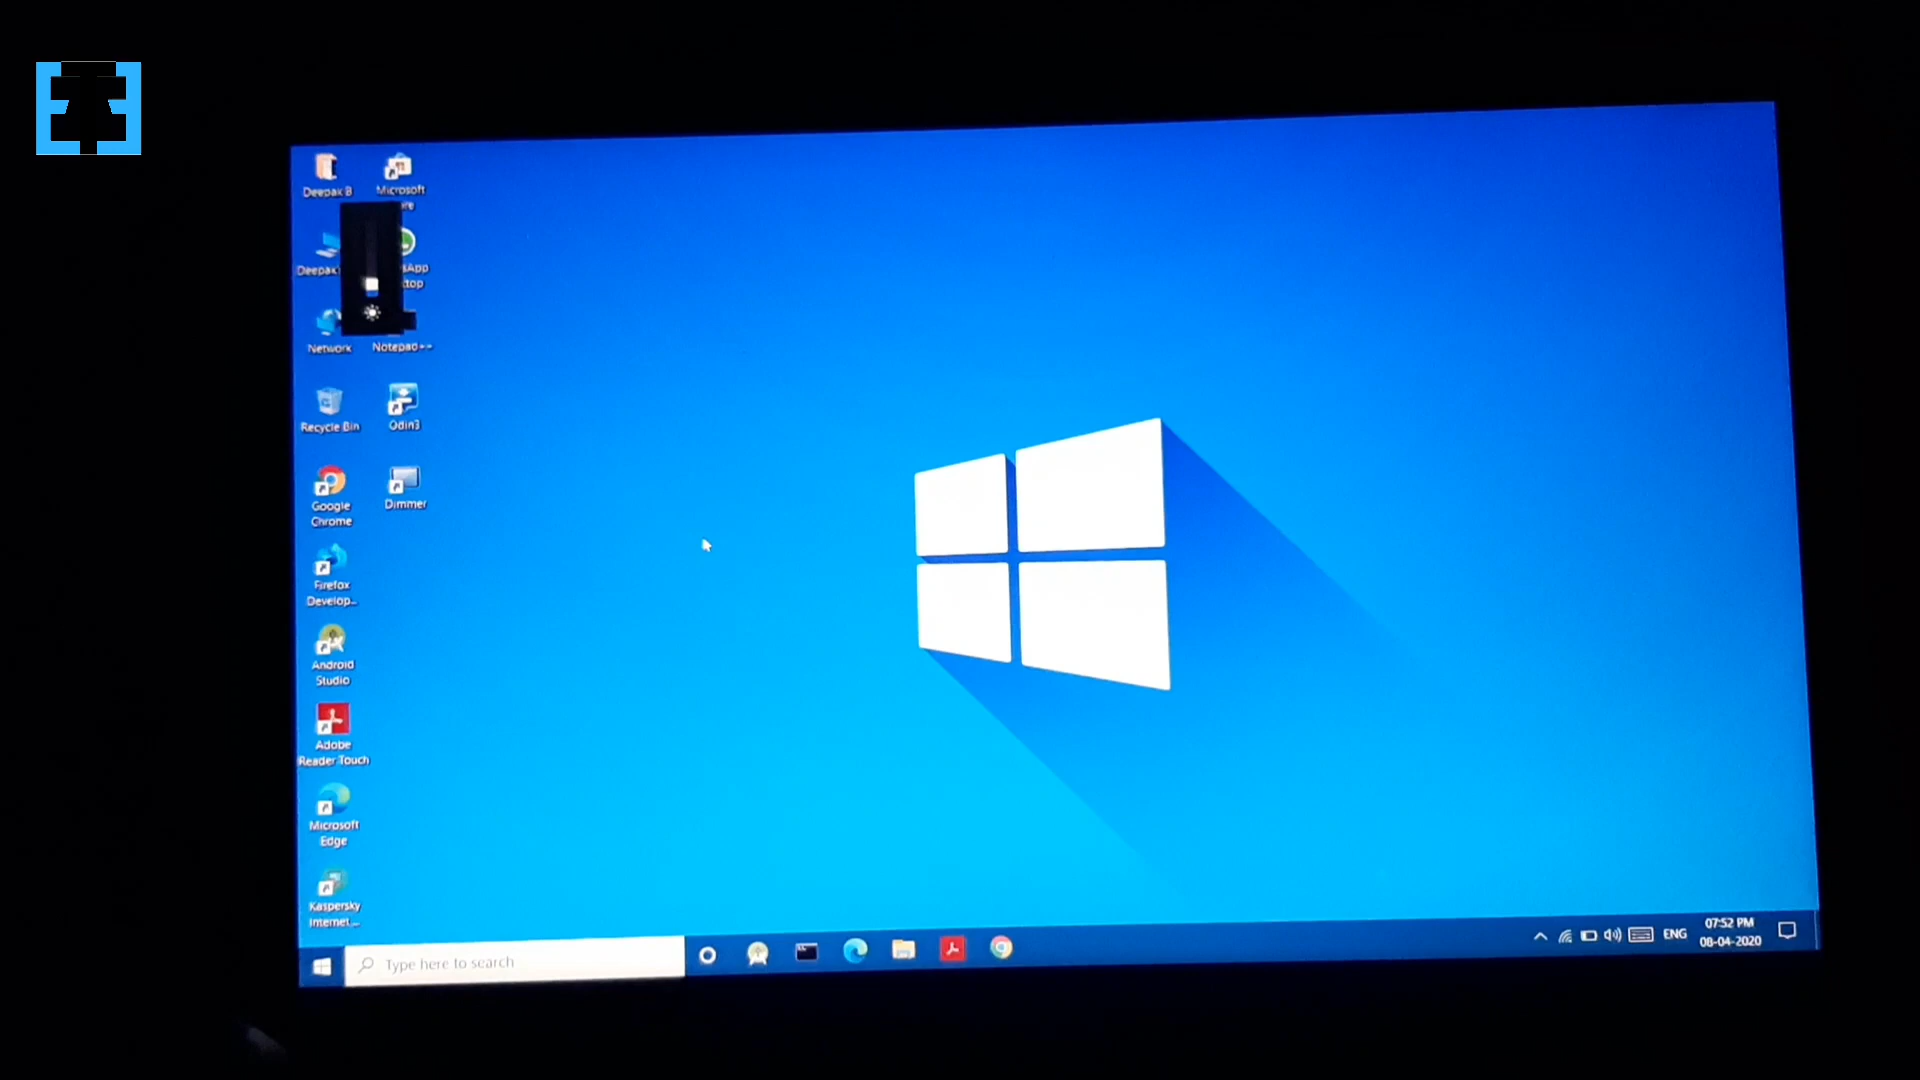 Deepak B
Microsoft
Deepak
Network
Notepad++
Recycle Bin
Odin3
Google
Chrome
Dimmer
Firefox
Develop...
Android
Studio
Adobe
Reader Touch
Microsoft
Edge
Kaspersky
Internet ...
Type here to search
ENG
07:52 PM
08-04-2020